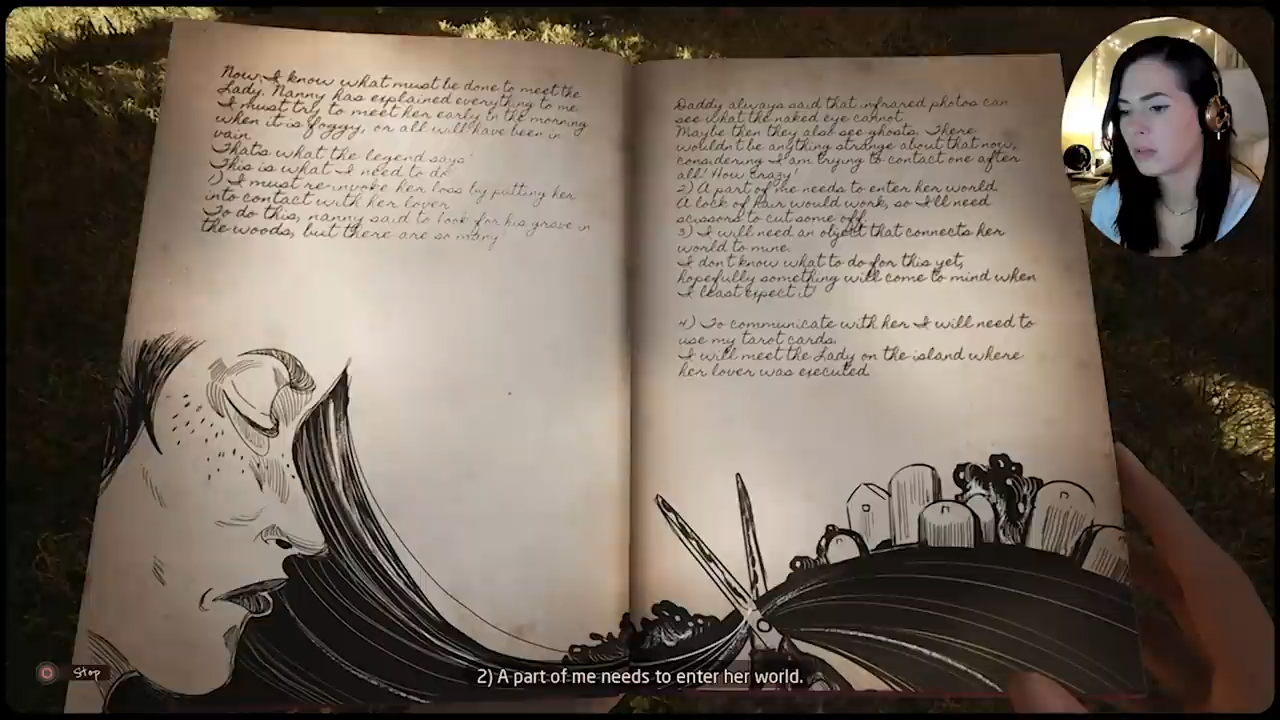 Now, I know what must be done to meet the
Lady. Nanny has explained everything to me.
I must try to meet her early in the morning
when it is foggy, or all will have been in
vain.
That's what the legend says!
This is what I need to do
1) I must re-invoke her loss by putting her
into contact with her lover
To do this, nanny said to look for his grave in
the woods, but there are so many!
Daddy always said that infrared photos can
see what the naked eye cannot
Maybe then they also see ghosts. There
wouldn't be anything strange about that now,
considering I am trying to contact one after
all! How crazy!
2) A part of me needs to enter her world.
A lock of hair would work, so I'll need
scissors to cut some off.
3) I will need an object that connects her
world to mine.
I don't know what to do for this yet,
hopefully something will come to mind when
I least expect it!
4) To communicate with her I will need to
use my tarot cards.
I will meet the Lady on the island where
her lover was executed.
Stop
2) A part of me needs to enter her world.